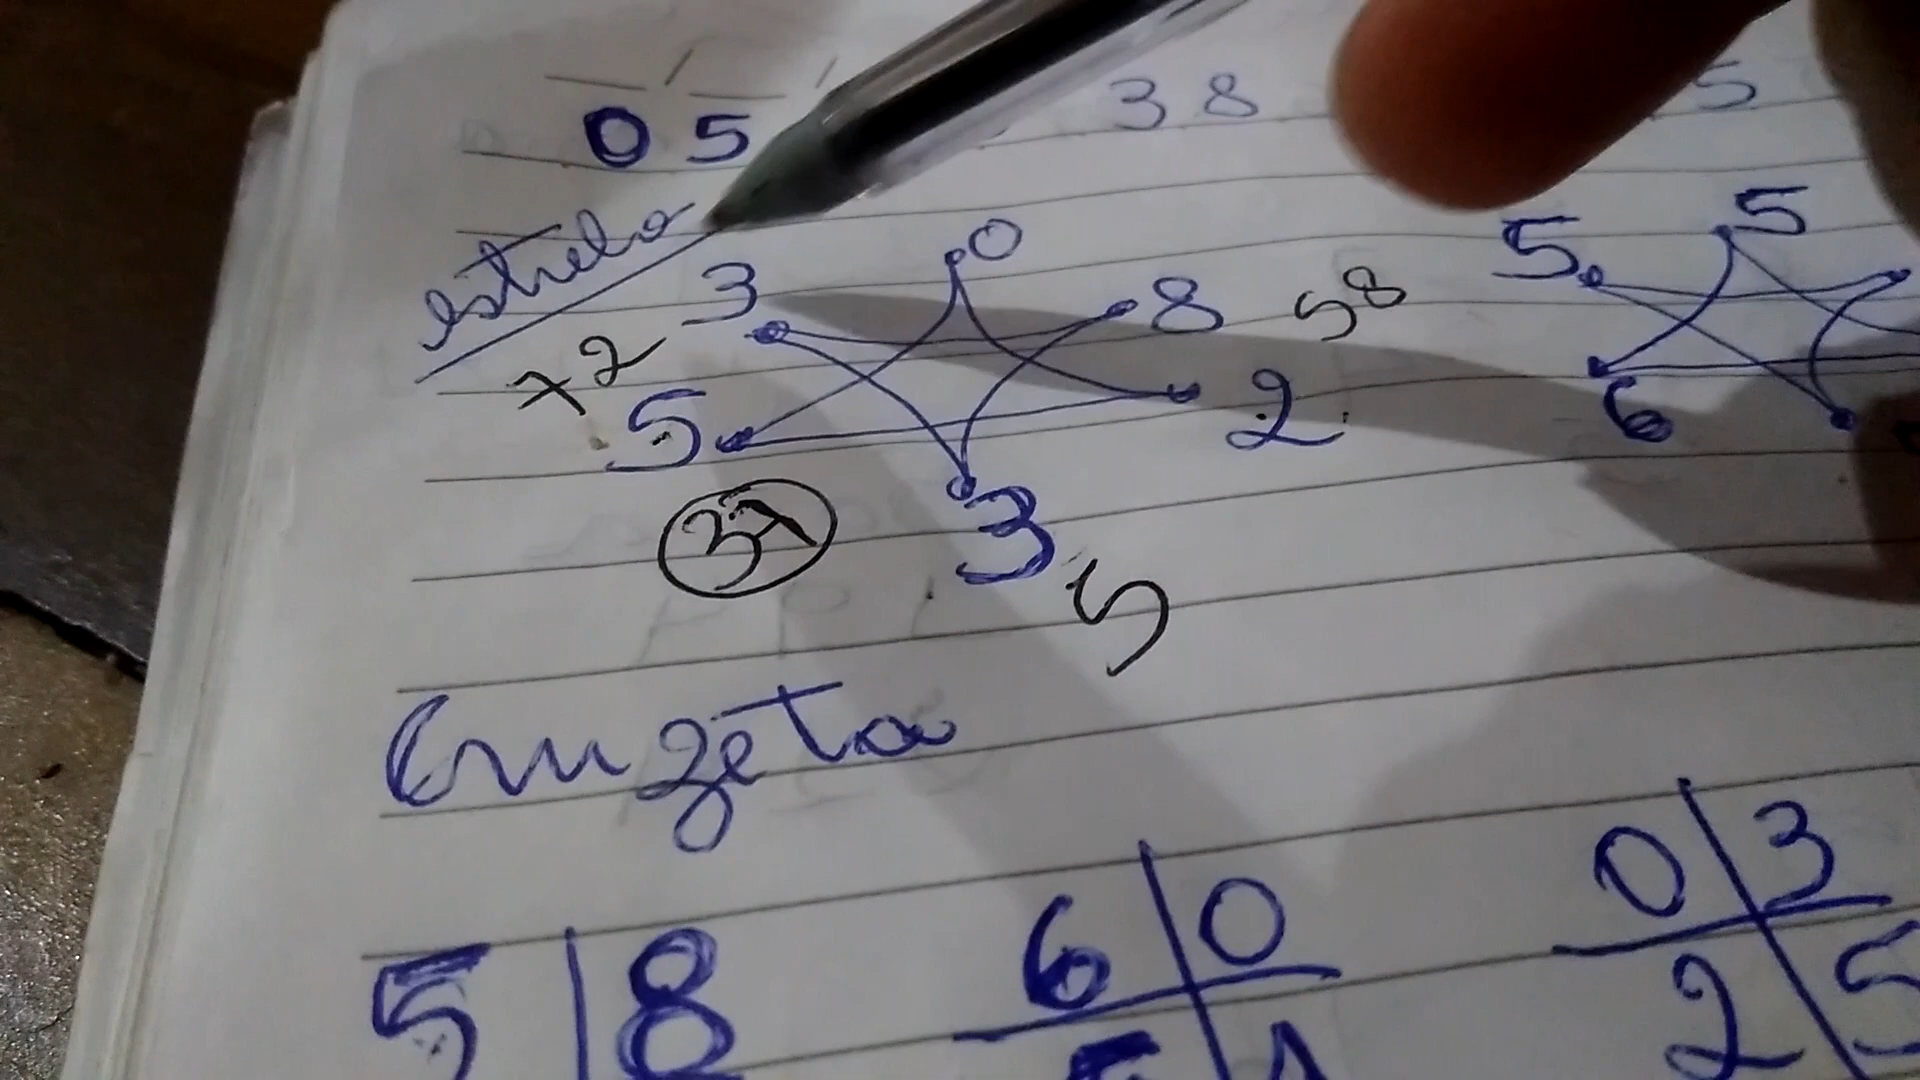 05 38 5
estrela
3 0 8 58 5 5
72 5 2 6
37 3 5
Cruzeta
5 8 6 0 0 3
2 5